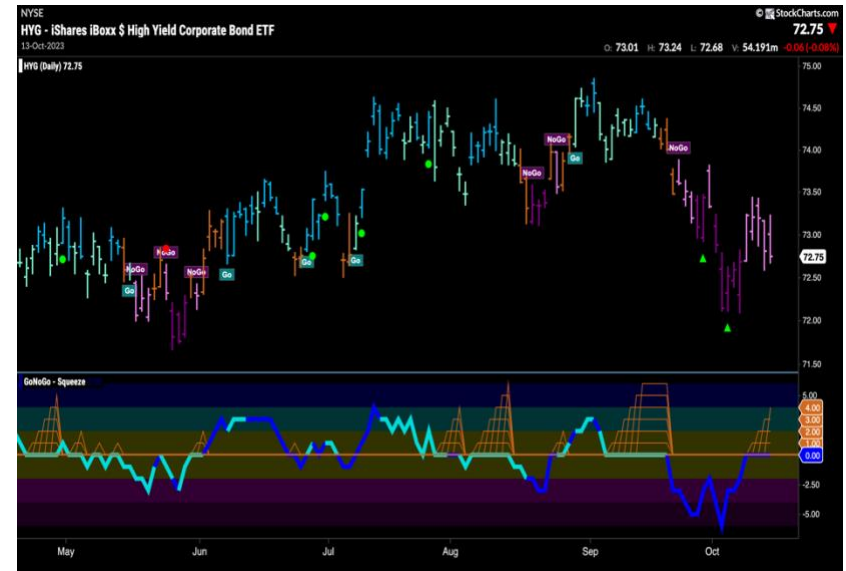 NYSE
© StockCharts.com
HYG - iShares iBoxx $ High Yield Corporate Bond ETF
72.75
13-Oct-2023
O: 73.01 H: 73.24 L: 72.68 V: 54.191m -0.06 (-0.08%)
HYG (Daily) 72.75
75.00
74.50
NoGo
NoGo
74.00
Go
NoGo
73.50
73.00
NoGo
72.75
Go
Go
NoGo
NoGo
72.50
Go
Go
72.00
71.50
GoNoGo - Squeeze
5.00
4.00
3.00
2.00
1.00
0.00
-2.50
-5.00
May Jun Jul Aug Sep Oct